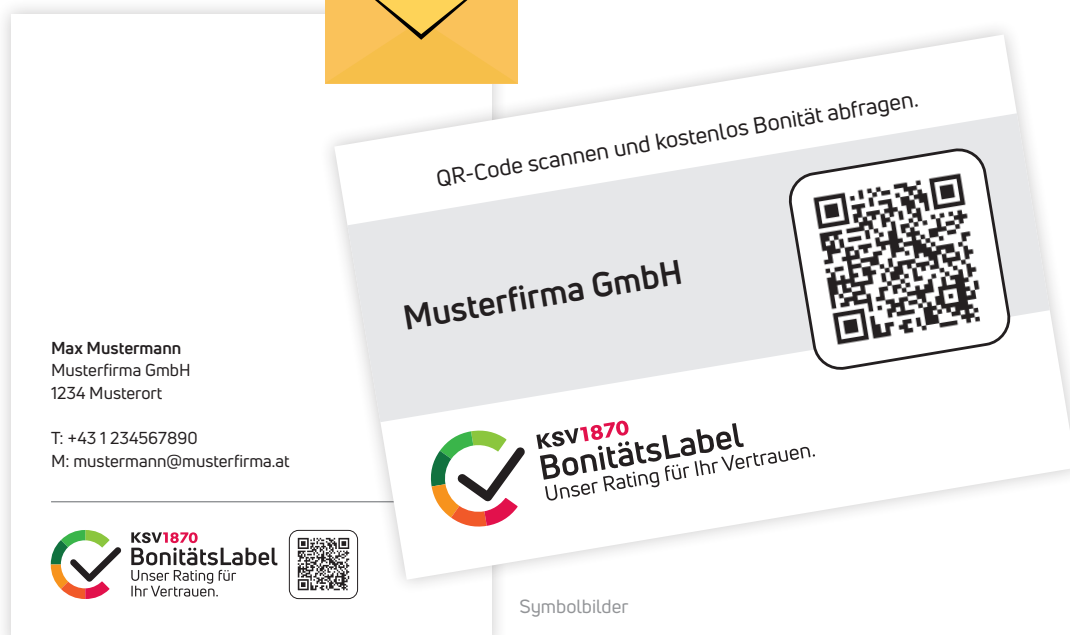 QR-Code scannen und kostenlos Bonität abfragen.
Musterfirma GmbH
KSV1870
BonitätsLabel
Unser Rating für Ihr Vertrauen.
Max Mustermann
Musterfirma GmbH
1234 Musterort
T: +43 1 234567890
M: mustermann@musterfirma.at
KSV1870
BonitätsLabel
Unser Rating für
Ihr Vertrauen.
Symbolbilder